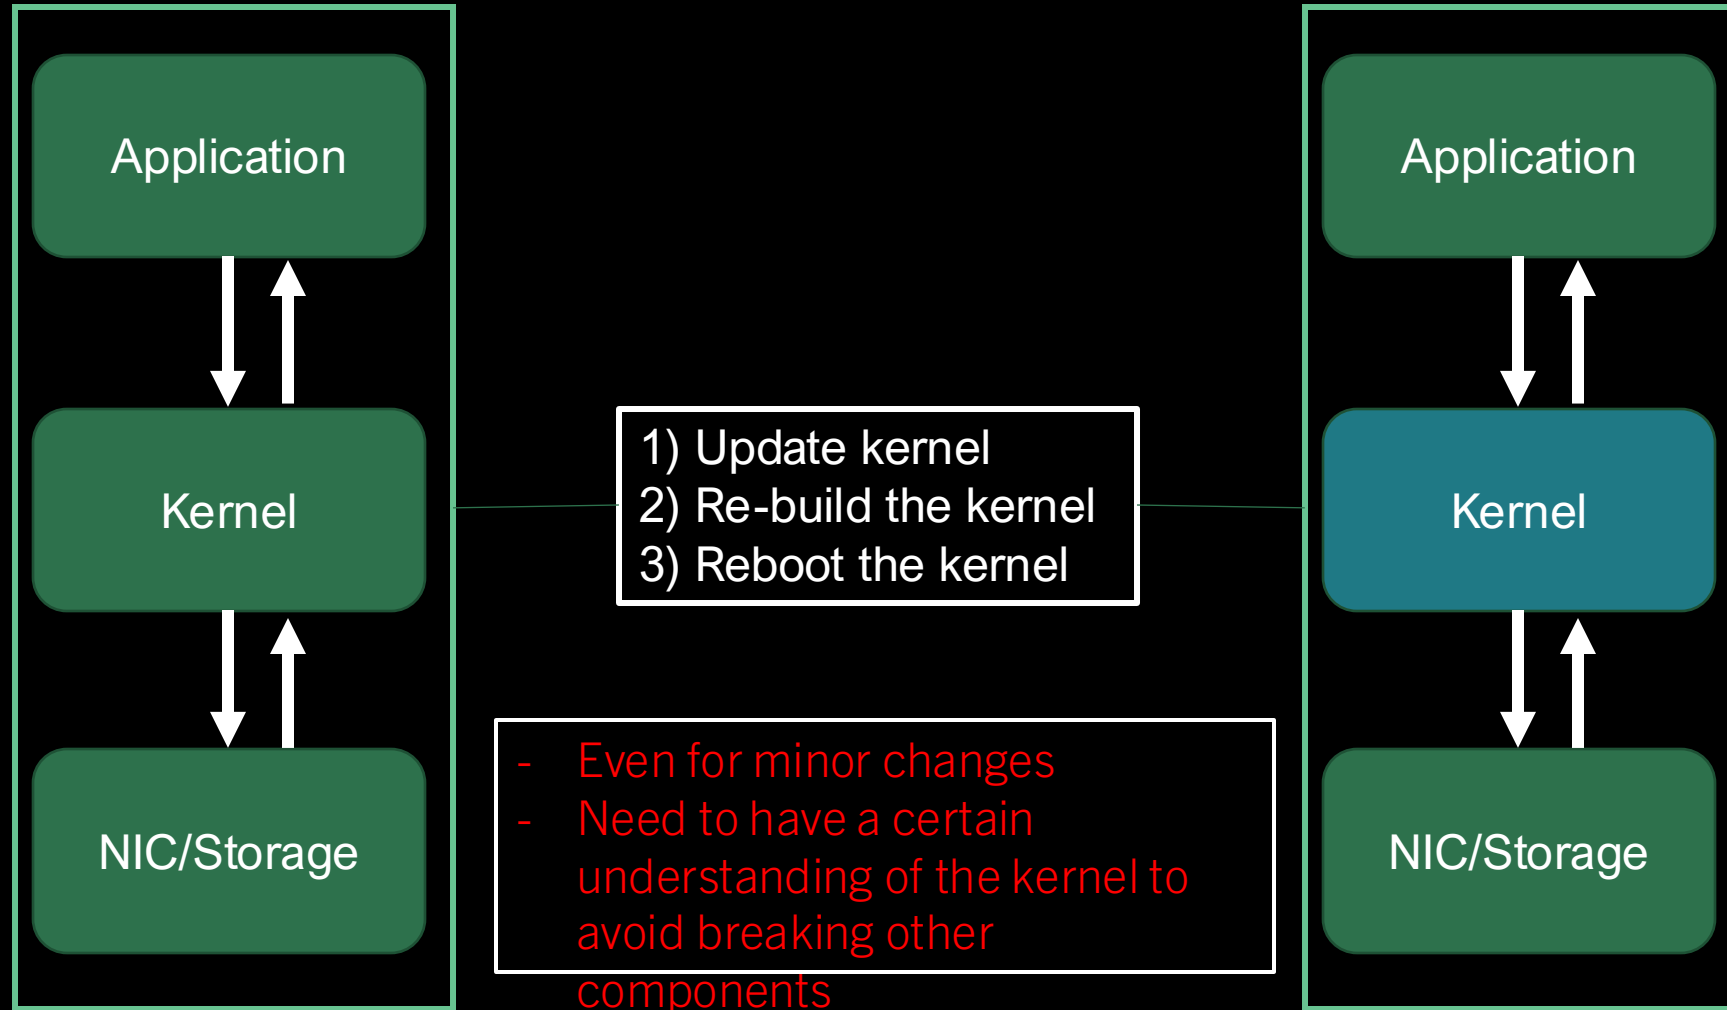 Application
Kernel
NIC/Storage
1) Update kernel
2) Re-build the kernel
3) Reboot the kernel
- Even for minor changes
- Need to have a certain
understanding of the kernel to
avoid breaking other
components
Application
Kernel
NIC/Storage